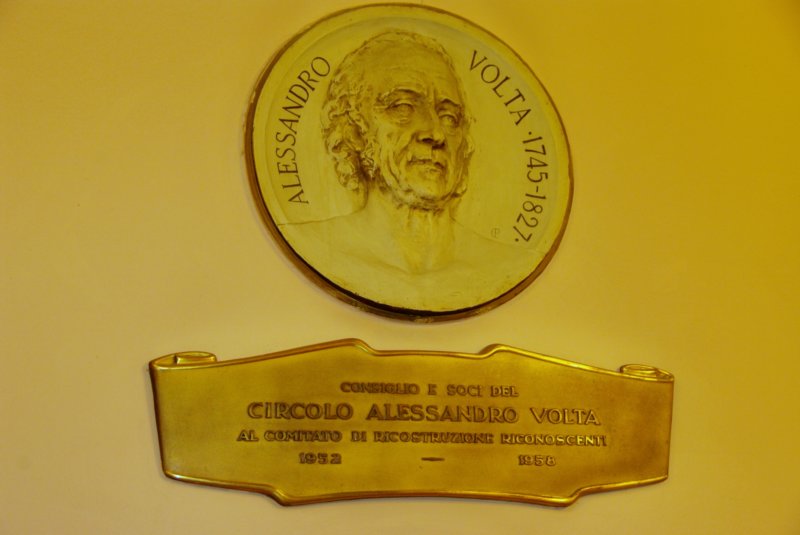 ALESSANDRO VOLTA · 1745-1827 ·
CONSIGLIO E SOCI DEL
CIRCOLO ALESSANDRO VOLTA
AL COMITATO DI RICOSTRUZIONE RICONOSCENTI
1952 — 1958